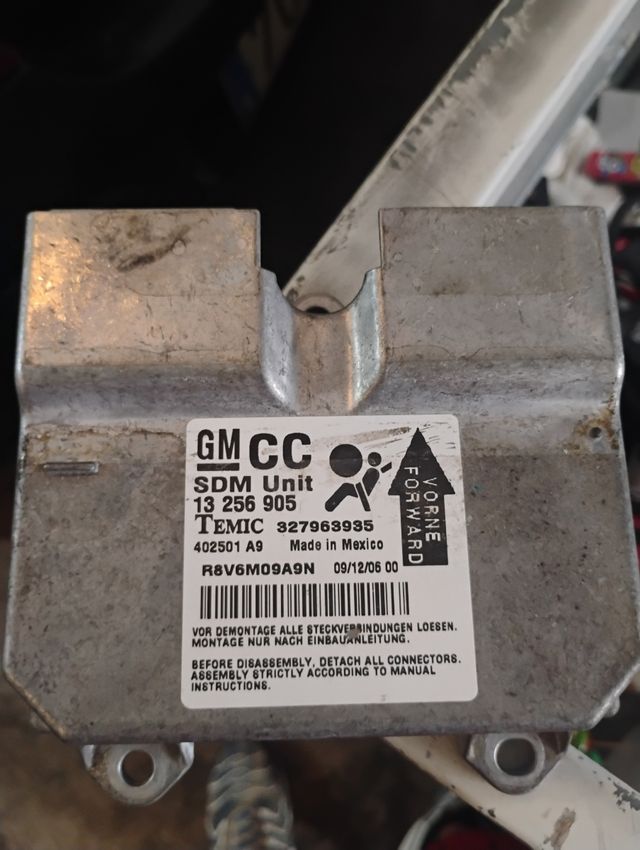 GM CC
SDM Unit
13 256 905
TEMIC 327963935
402501 A9 Made in Mexico
R8V6M09A9N 09/12/06 00
VORNE
FORWARD
VOR DEMONTAGE ALLE STECKVERBINDUNGEN LOESEN.
MONTAGE NUR NACH EINBAUANLEITUNG.
BEFORE DISASSEMBLY, DETACH ALL CONNECTORS.
ASSEMBLY STRICTLY ACCORDING TO MANUAL
INSTRUCTIONS.